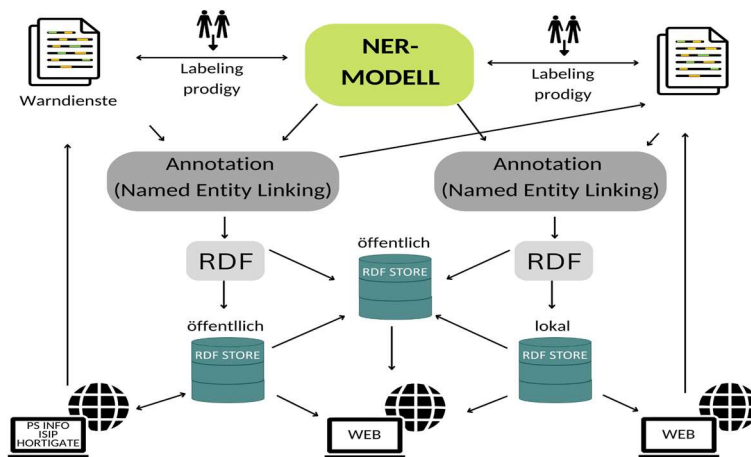 NER-
MODELL
Labeling
prodigy
Labeling
prodigy
Warndienste
Annotation
(Named Entity Linking)
Annotation
(Named Entity Linking)
öffentlich
RDF
RDF STORE
RDF
öffentllich
lokal
RDF STORE
RDF STORE
PS INFO
ISIP
HORTIGATE
WEB
WEB